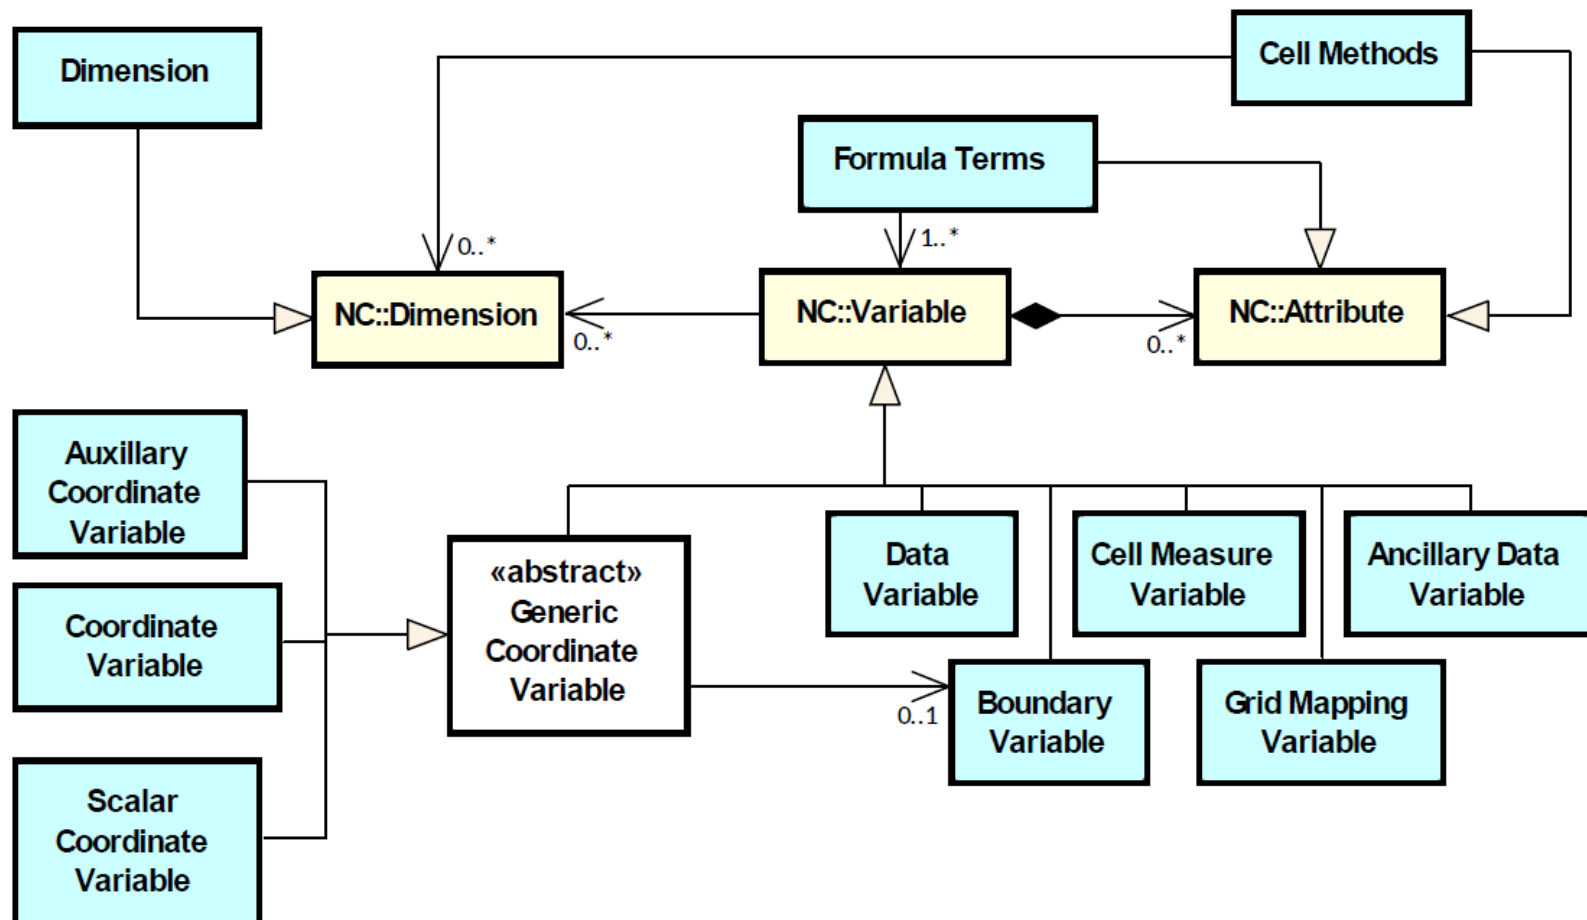 Dimension
Cell Methods
Formula Terms
0..*
1..*
NC::Dimension
NC::Variable
NC::Attribute
0..*
0..*
Auxillary
Coordinate
Variable
Coordinate
Variable
Scalar
Coordinate
Variable
«abstract»
Generic
Coordinate
Variable
0..1
Data
Variable
Cell Measure
Variable
Ancillary Data
Variable
Boundary
Variable
Grid Mapping
Variable